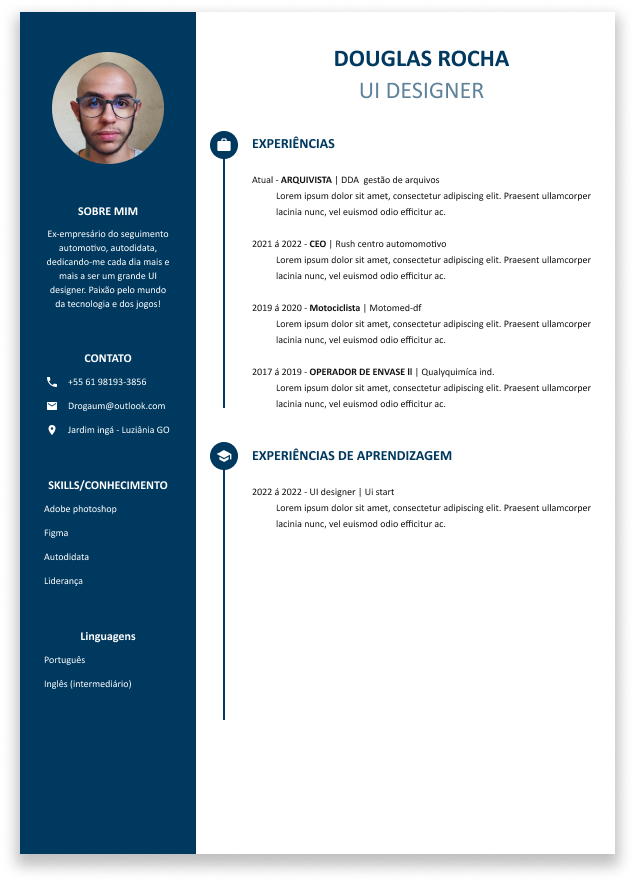 DOUGLAS ROCHA
UI DESIGNER
SOBRE MIM
Ex-empresário do seguimento
automotivo, autodidata,
dedicando-me cada dia mais e
mais a ser um grande UI
designer. Paixão pelo mundo
da tecnologia e dos jogos!
CONTATO
+55 61 98193-3856
Drogaum@outlook.com
Jardim ingá - Luziânia GO
SKILLS/CONHECIMENTO
Adobe photoshop
Figma
Autodidata
Liderança
Linguagens
Português
Inglês (intermediário)
EXPERIÊNCIAS
Atual - ARQUIVISTA | DDA  gestão de arquivos
Lorem ipsum dolor sit amet, consectetur adipiscing elit. Praesent ullamcorper
lacinia nunc, vel euismod odio efficitur ac.
2021 á 2022 - CEO | Rush centro automomotivo
Lorem ipsum dolor sit amet, consectetur adipiscing elit. Praesent ullamcorper
lacinia nunc, vel euismod odio efficitur ac.
2019 á 2020 - Motociclista | Motomed-df
Lorem ipsum dolor sit amet, consectetur adipiscing elit. Praesent ullamcorper
lacinia nunc, vel euismod odio efficitur ac.
2017 á 2019 - OPERADOR DE ENVASE ll | Qualyquimíca ind.
Lorem ipsum dolor sit amet, consectetur adipiscing elit. Praesent ullamcorper
lacinia nunc, vel euismod odio efficitur ac.
EXPERIÊNCIAS DE APRENDIZAGEM
2022 á 2022 - UI designer | Ui start
Lorem ipsum dolor sit amet, consectetur adipiscing elit. Praesent ullamcorper
lacinia nunc, vel euismod odio efficitur ac.